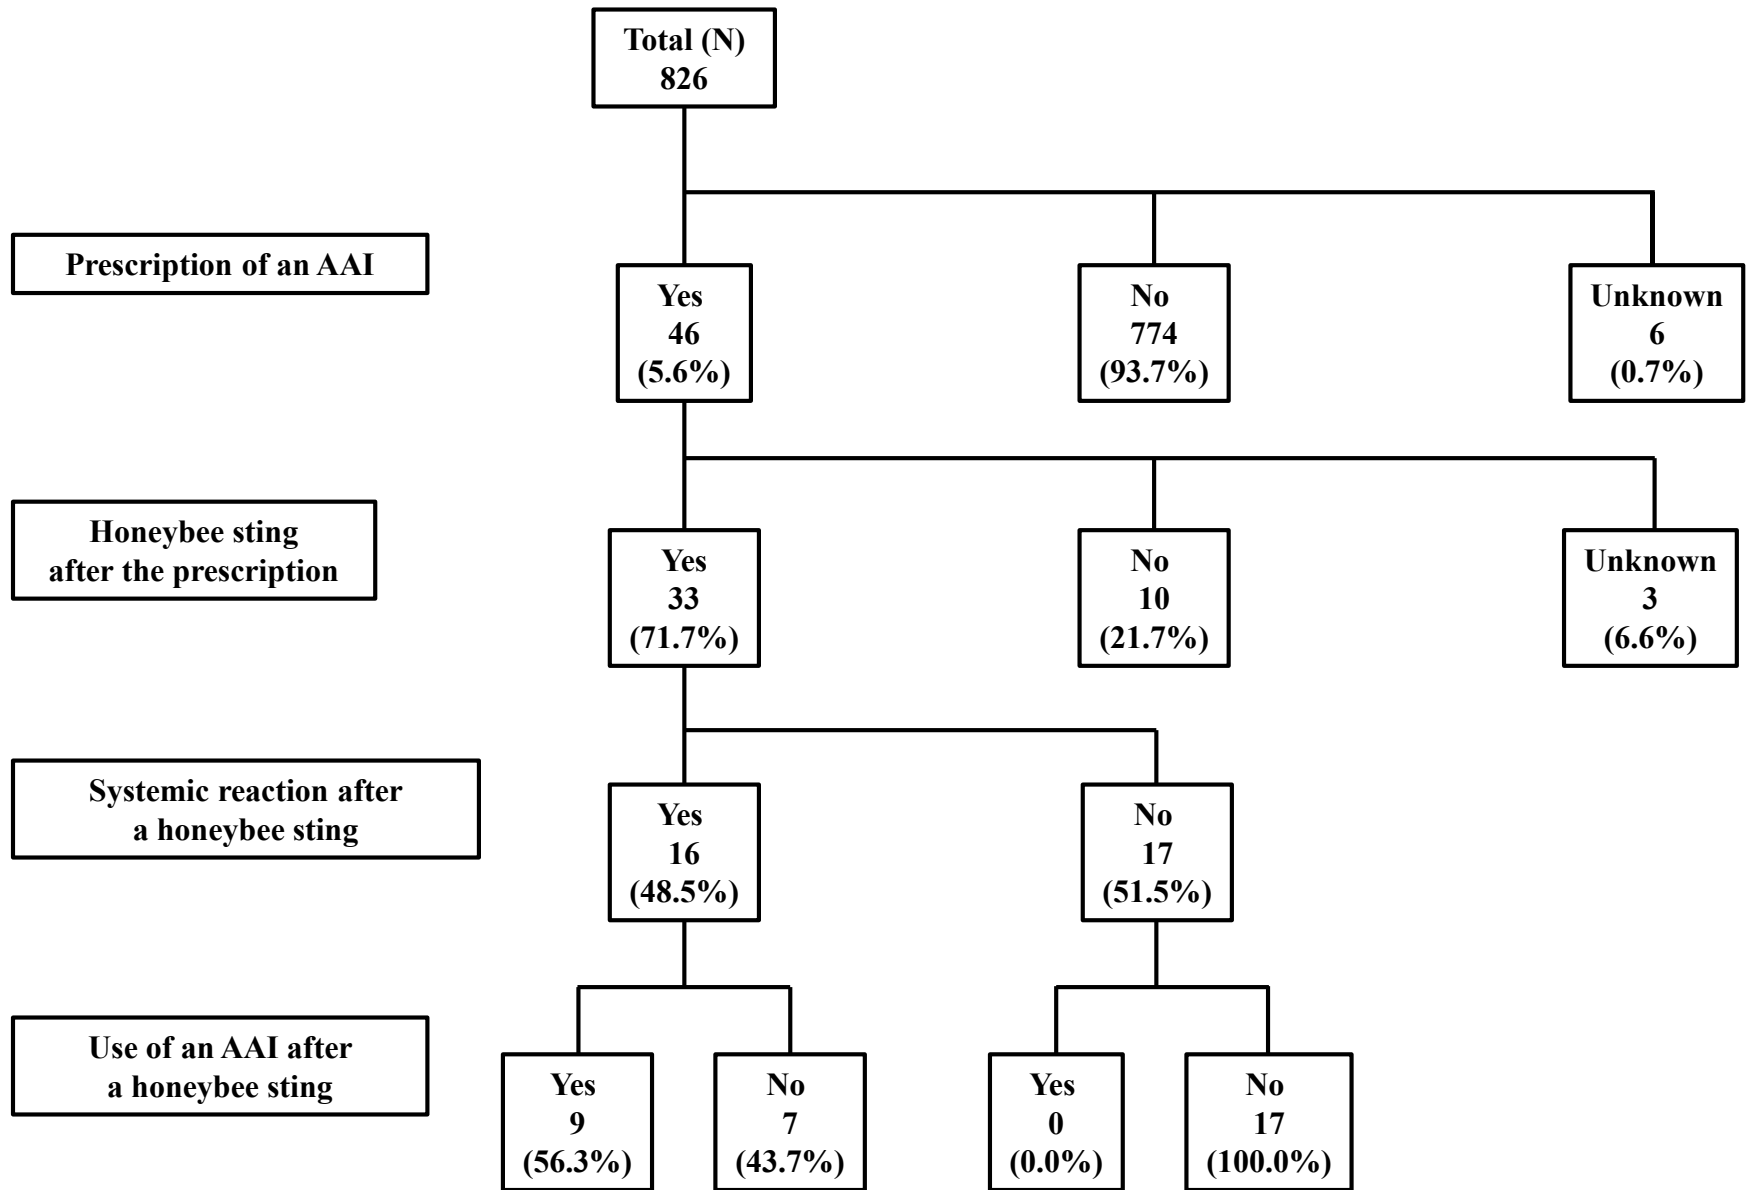 Total (N)
826
Prescription of an AAI
Yes
46
(5.6%)
No
774
(93.7%)
Unknown
6
(0.7%)
Honeybee sting
after the prescription
Yes
33
(71.7%)
No
10
(21.7%)
Unknown
3
(6.6%)
Systemic reaction after
a honeybee sting
Yes
16
(48.5%)
No
17
(51.5%)
Use of an AAI after
a honeybee sting
Yes
9
(56.3%)
No
7
(43.7%)
Yes
0
(0.0%)
No
17
(100.0%)